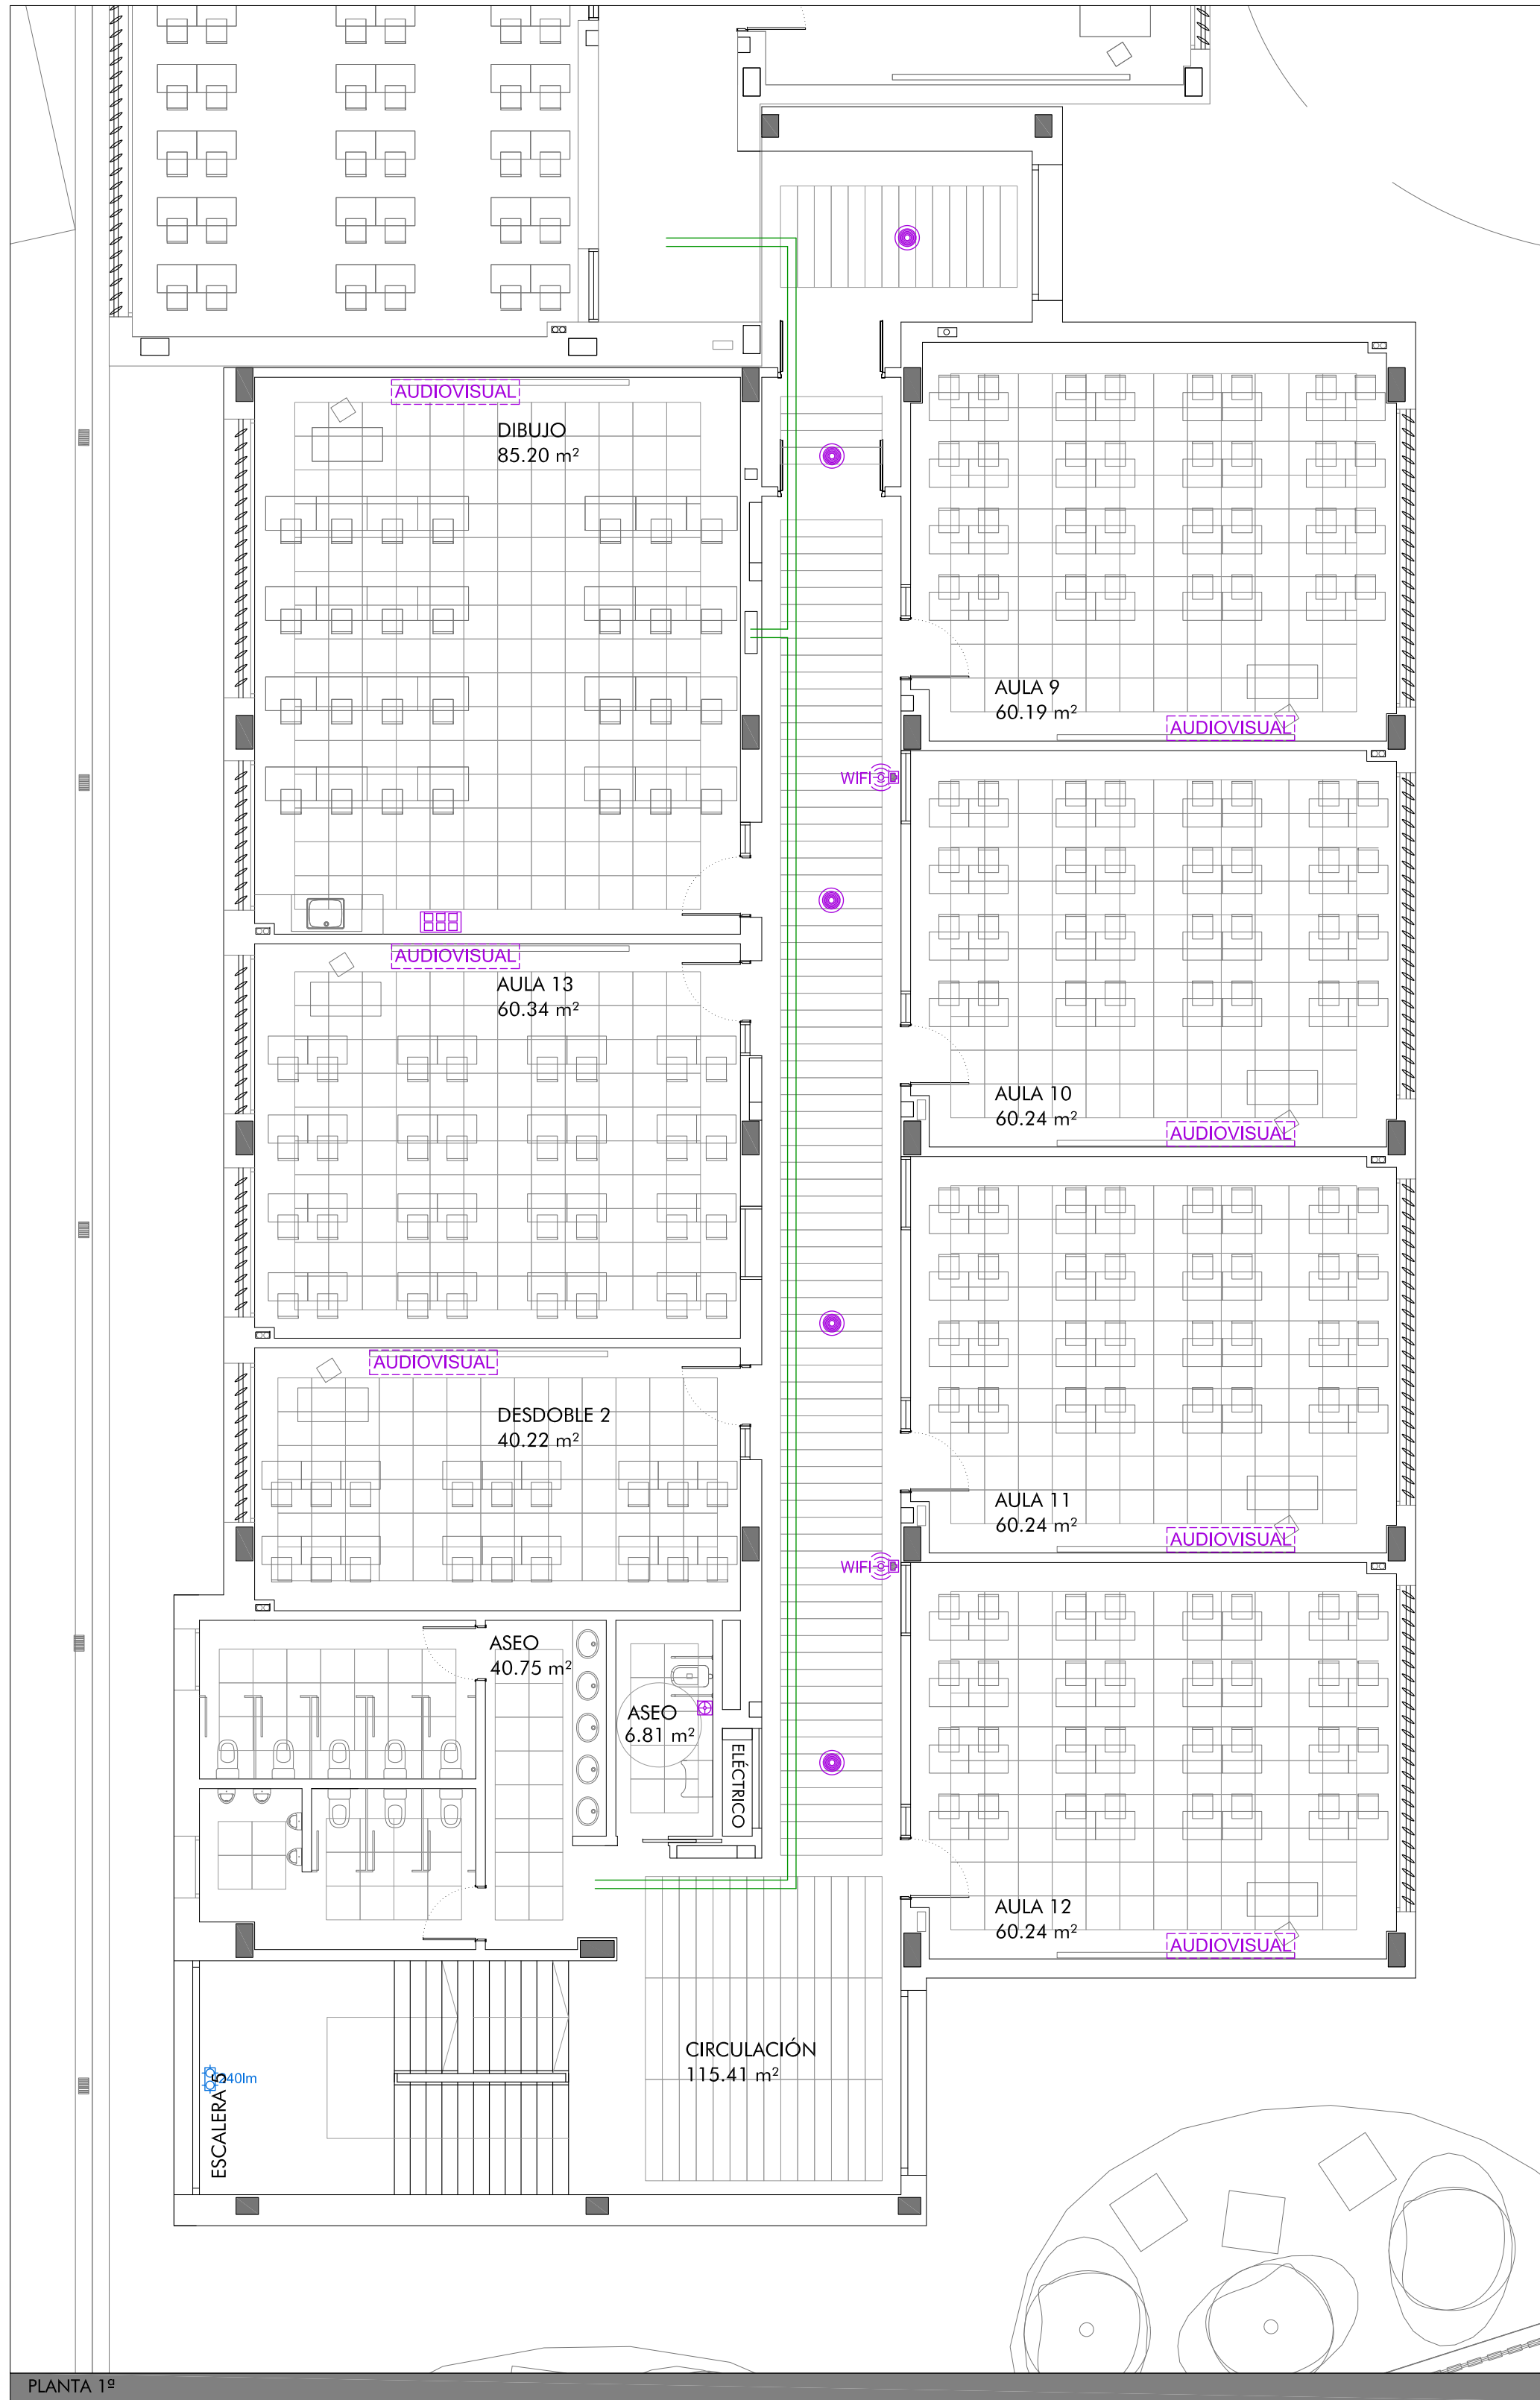 AUDIOVISUAL
DIBUJO
85.20 m²
AULA 9
60.19 m²
AUDIOVISUAL
WIFI
AUDIOVISUAL
AULA 13
60.34 m²
AULA 10
60.24 m²
AUDIOVISUAL
AUDIOVISUAL
DESDOBLE 2
40.22 m²
AULA 11
60.24 m²
AUDIOVISUAL
WIFI
ASEO
40.75 m²
ASEO
6.81 m²
ELÉCTRICO
AULA 12
60.24 m²
AUDIOVISUAL
CIRCULACIÓN
115.41 m²
ESCALERA 5
240lm
PLANTA 1ª